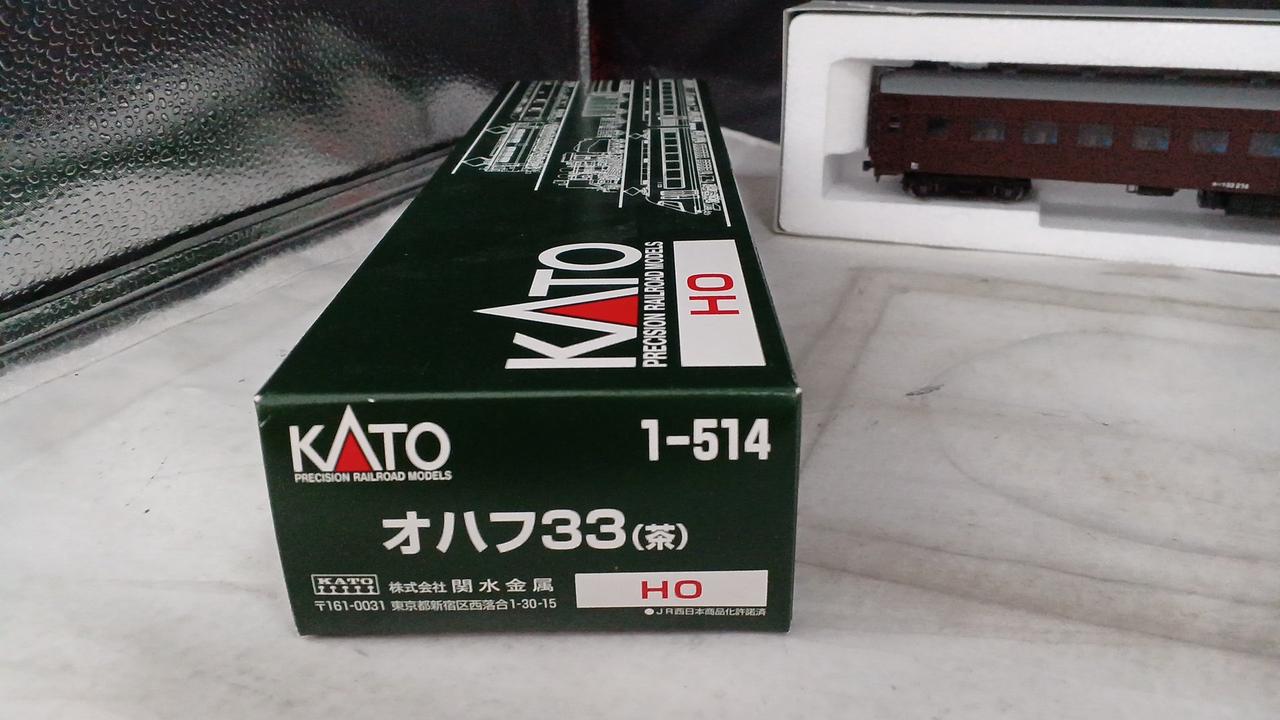 KATO
PRECISION RAILROAD MODELS
HO
KATO
PRECISION RAILROAD MODELS
1-514
オハフ33(茶)
KATO
株式会社 関水金属
〒161-0031 東京都新宿区西落合1-30-15
HO
●JR西日本商品化許諾済